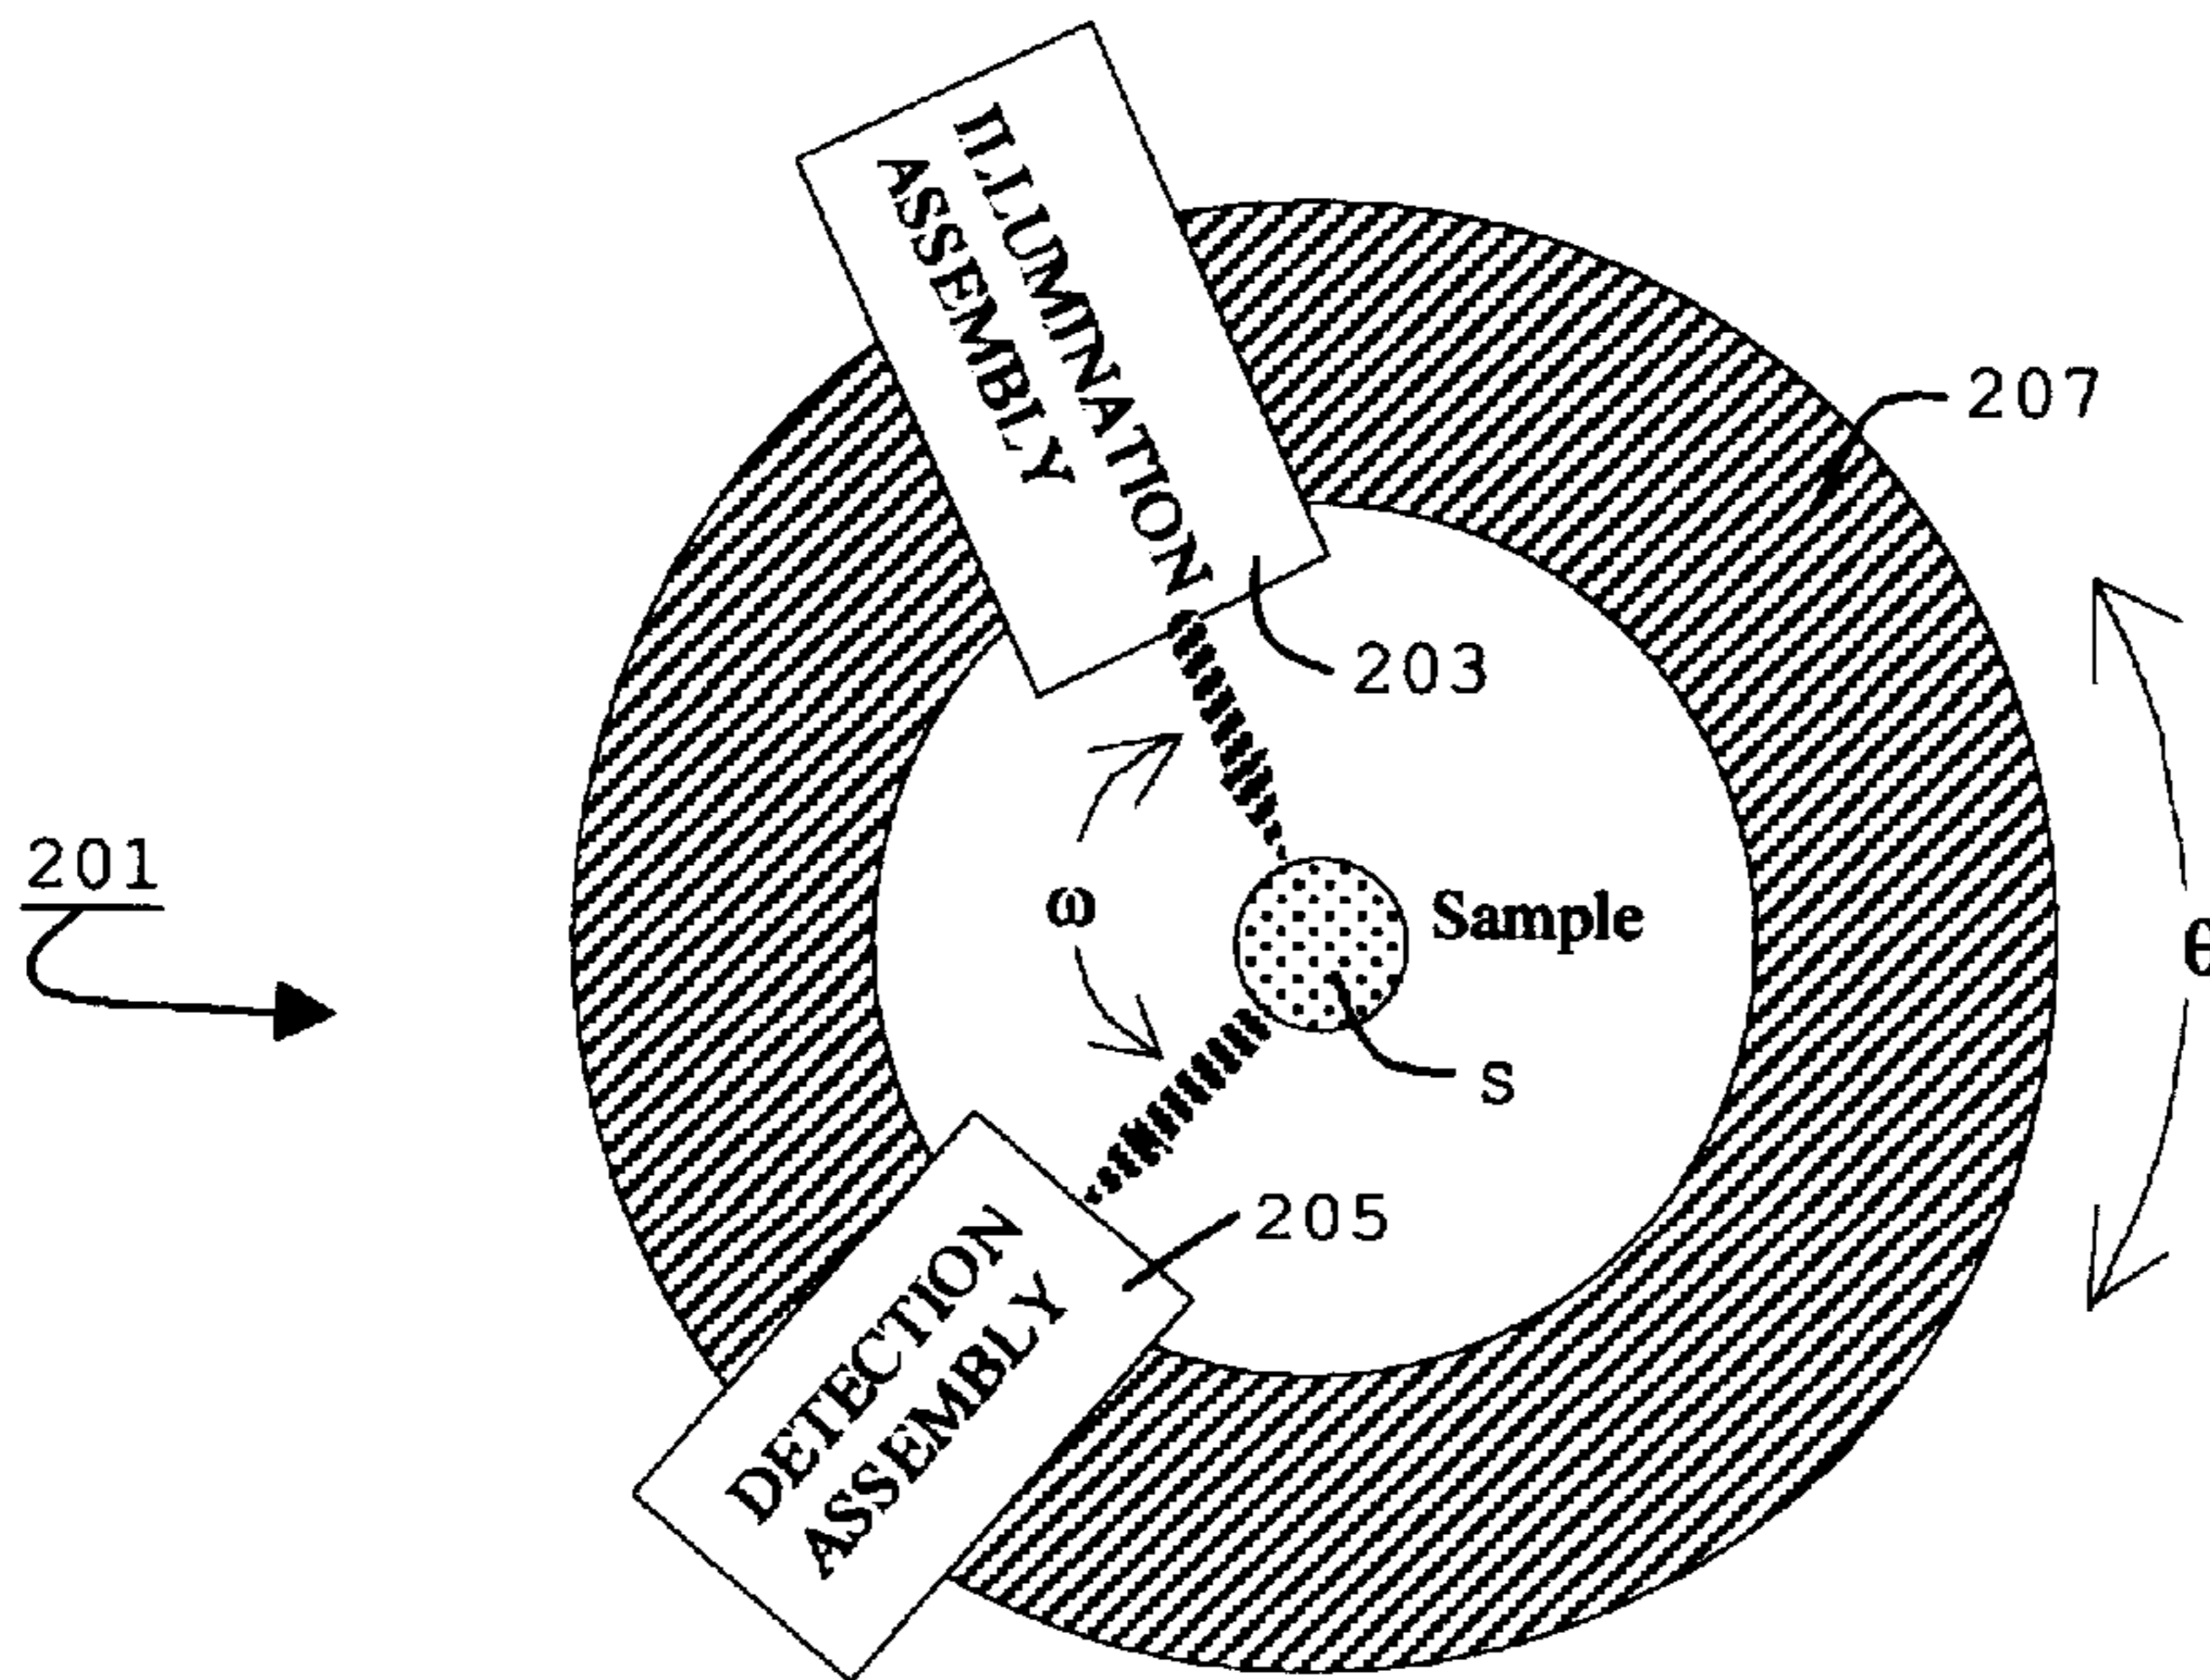 ILLUMINATION
ASSEMBLY
207
203
201
ω
Sample
θ
S
205
DETECTION
ASSEMBLY